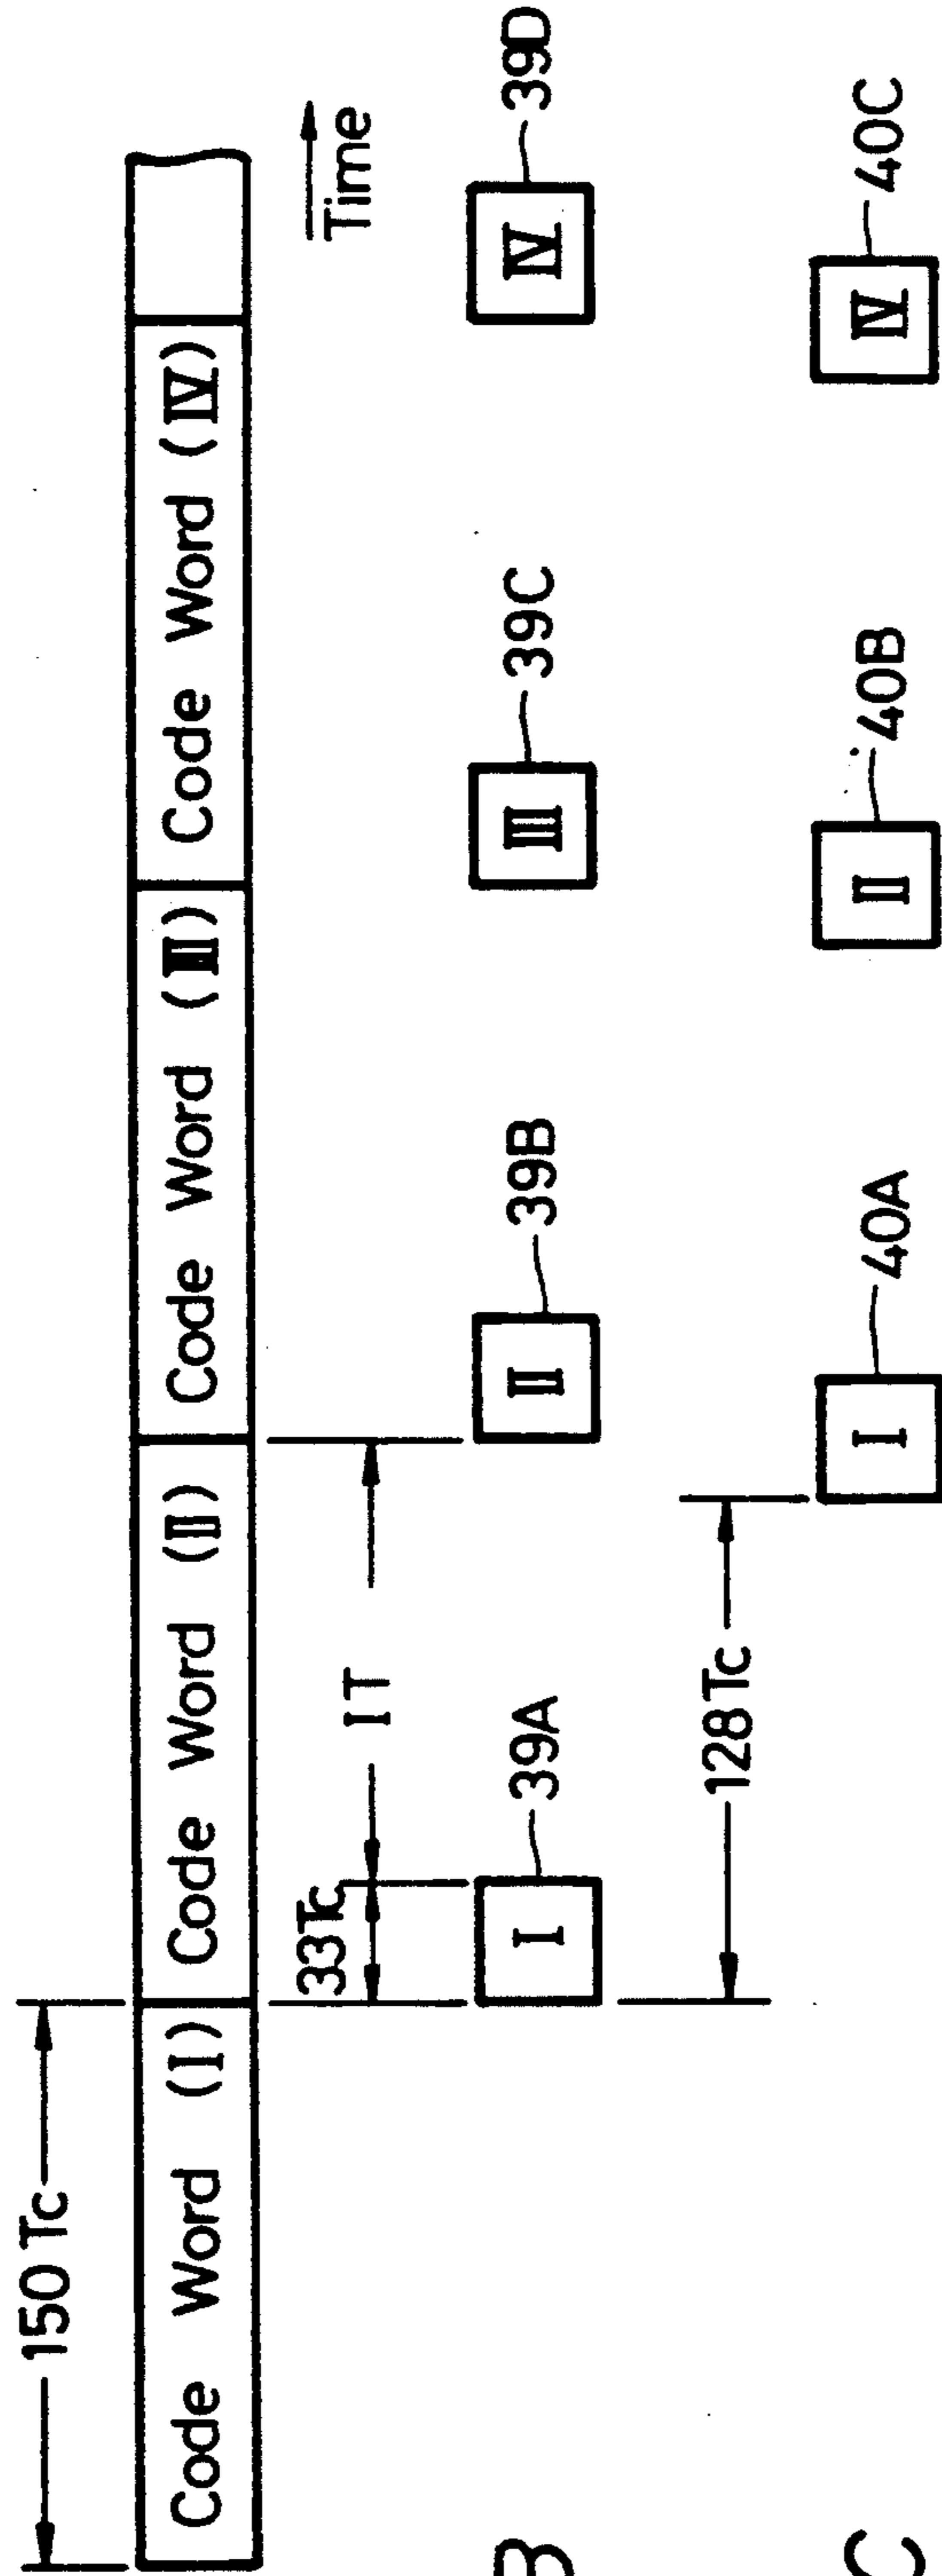 150 Tc
Code Word (I)
Code Word (II)
Code Word (III)
Code Word (IV)
Time
33Tc
IT
B
I
39A
II
39B
III
39C
IV
39D
128Tc
C
I
40A
II
40B
IV
40C